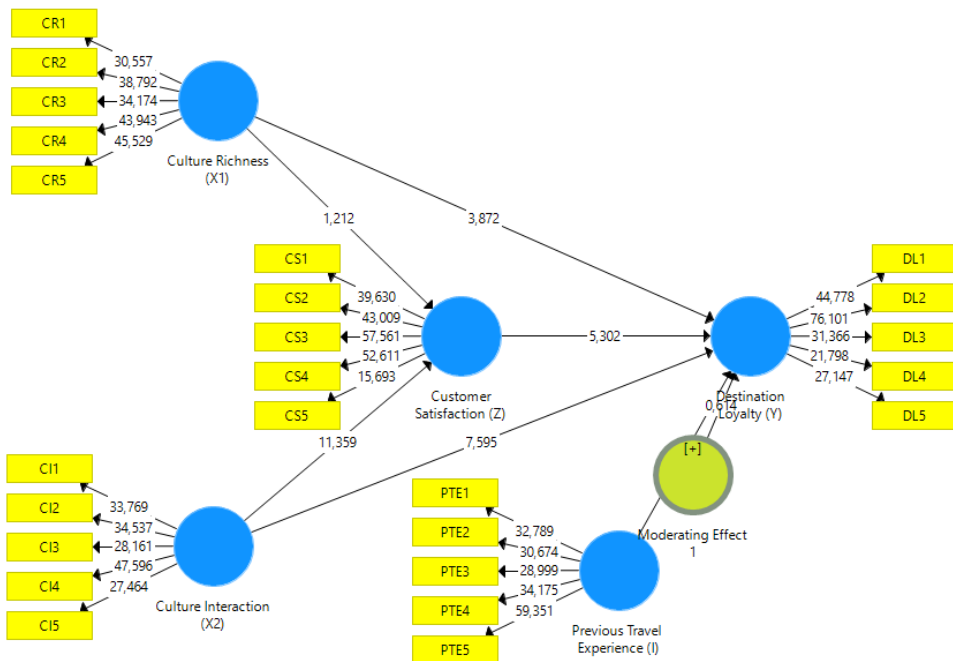 CR1
CR2
CR3
CR4
CR5
30,557
38,792
34,174
43,943
45,529
Culture Richness
(X1)
1,212
3,872
CS1
CS2
CS3
CS4
CS5
39,630
43,009
57,561
52,611
15,693
Customer
Satisfaction (Z)
5,302
DL1
DL2
DL3
DL4
DL5
44,778
76,101
31,366
21,798
27,147
Destination
Loyalty (Y)
0,614
[+]
Moderating Effect
1
11,359
7,595
CI1
CI2
CI3
CI4
CI5
33,769
34,537
28,161
47,596
27,464
Culture Interaction
(X2)
PTE1
PTE2
PTE3
PTE4
PTE5
32,789
30,674
28,999
34,175
59,351
Previous Travel
Experience (I)